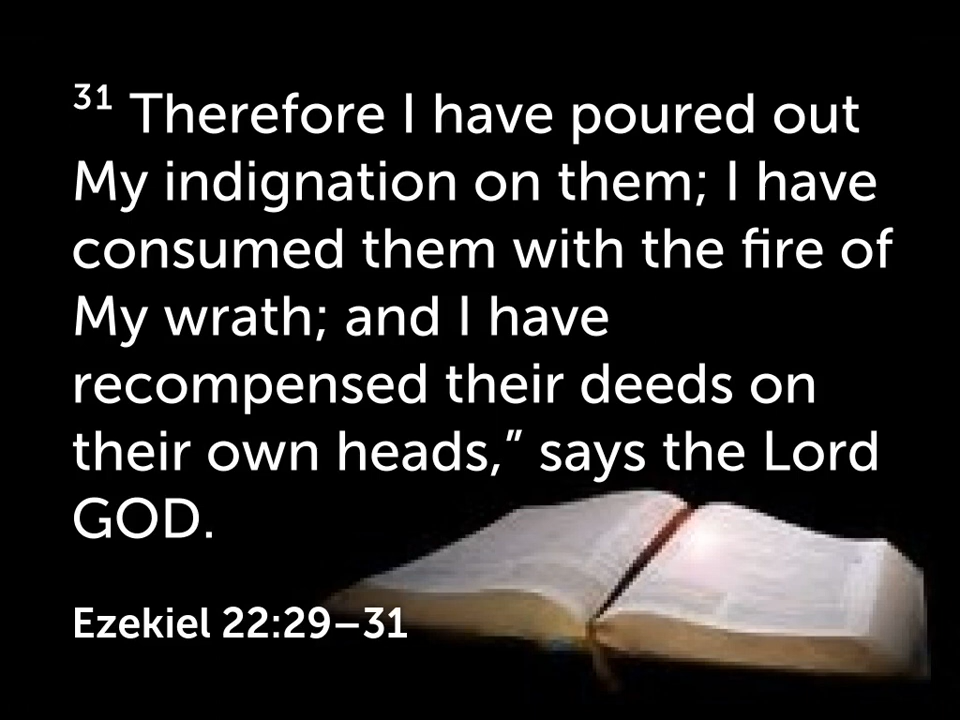 ³¹ Therefore I have poured out
My indignation on them; I have
consumed them with the fire of
My wrath; and I have
recompensed their deeds on
their own heads,” says the Lord
GOD.
Ezekiel 22:29–31